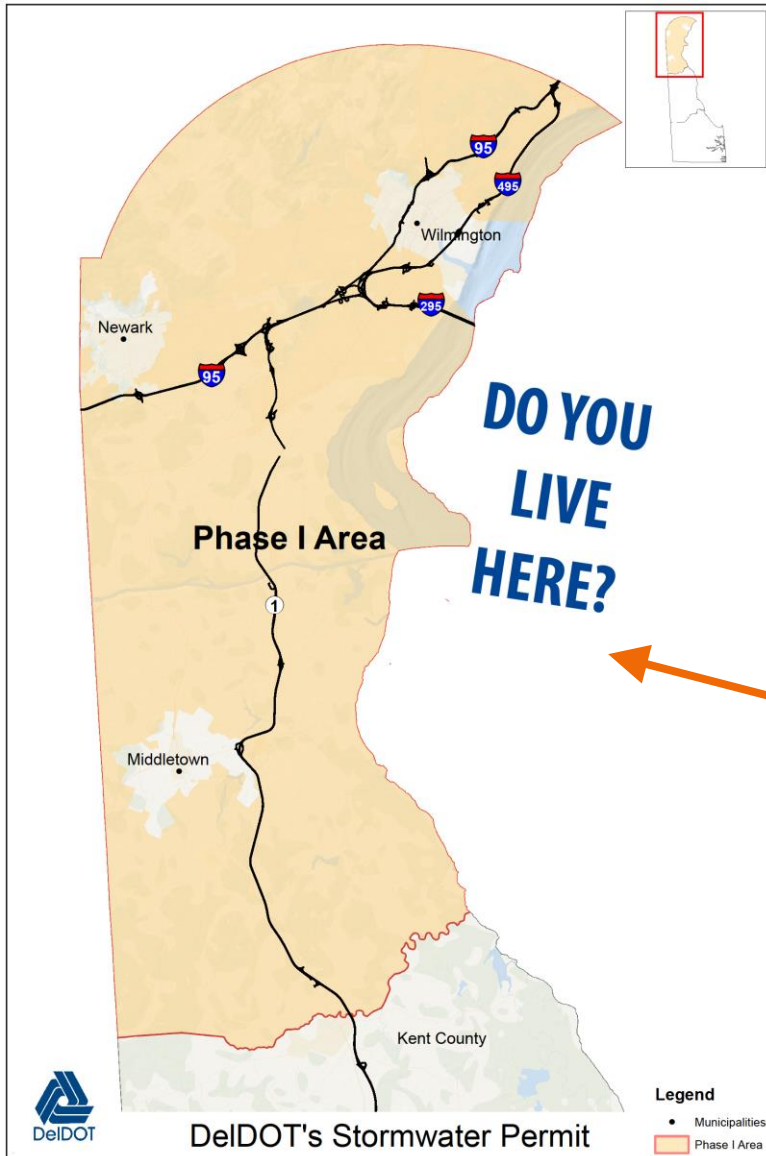 95
495
Wilmington
295
Newark
95
DO YOU
LIVE
HERE?
Phase I Area
1
Middletown
Kent County
Legend
Municipalities
Phase I Area
DelDOT
DelDOT's Stormwater Permit